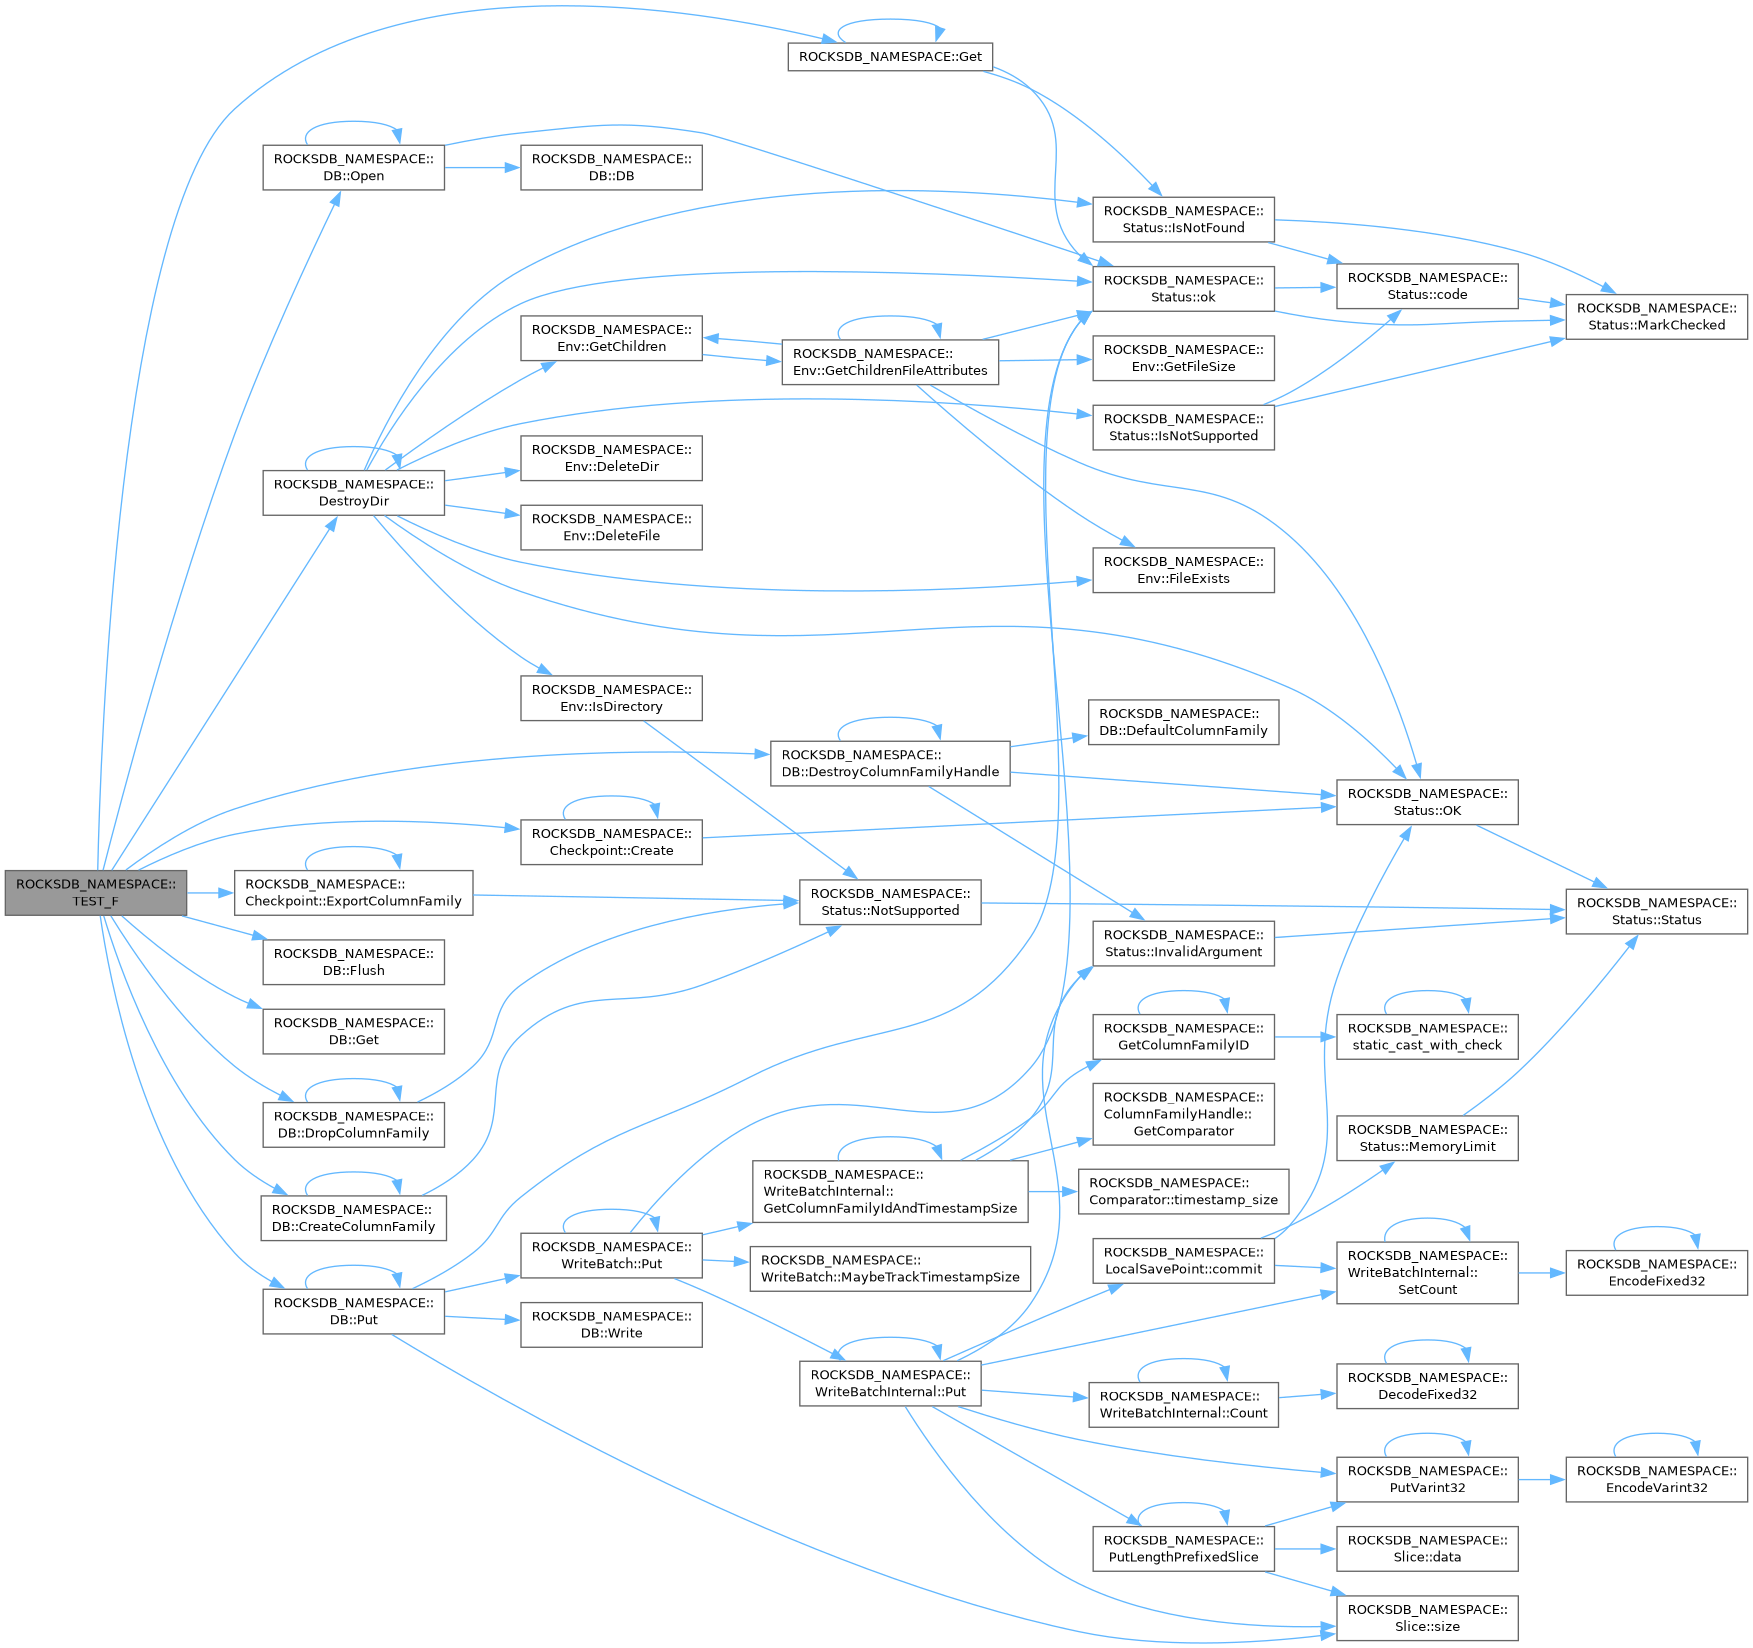 ROCKSDB_NAMESPACE::Get
ROCKSDB_NAMESPACE::
DB::Open
ROCKSDB_NAMESPACE::
DB::DB
ROCKSDB_NAMESPACE::
Status::IsNotFound
ROCKSDB_NAMESPACE::
Status::ok
ROCKSDB_NAMESPACE::
Status::code
ROCKSDB_NAMESPACE::
Status::MarkChecked
ROCKSDB_NAMESPACE::
Env::GetChildren
ROCKSDB_NAMESPACE::
Env::GetChildrenFileAttributes
ROCKSDB_NAMESPACE::
Env::GetFileSize
ROCKSDB_NAMESPACE::
Status::IsNotSupported
ROCKSDB_NAMESPACE::
DestroyDir
ROCKSDB_NAMESPACE::
Env::DeleteDir
ROCKSDB_NAMESPACE::
Env::DeleteFile
ROCKSDB_NAMESPACE::
Env::FileExists
ROCKSDB_NAMESPACE::
Env::IsDirectory
ROCKSDB_NAMESPACE::
DB::DestroyColumnFamilyHandle
ROCKSDB_NAMESPACE::
DB::DefaultColumnFamily
ROCKSDB_NAMESPACE::
Status::OK
ROCKSDB_NAMESPACE::
Checkpoint::Create
ROCKSDB_NAMESPACE::
TEST_F
ROCKSDB_NAMESPACE::
Checkpoint::ExportColumnFamily
ROCKSDB_NAMESPACE::
Status::NotSupported
ROCKSDB_NAMESPACE::
Status::Status
ROCKSDB_NAMESPACE::
DB::Flush
ROCKSDB_NAMESPACE::
Status::InvalidArgument
ROCKSDB_NAMESPACE::
DB::Get
ROCKSDB_NAMESPACE::
GetColumnFamilyID
ROCKSDB_NAMESPACE::
static_cast_with_check
ROCKSDB_NAMESPACE::
DB::DropColumnFamily
ROCKSDB_NAMESPACE::
ColumnFamilyHandle::
GetComparator
ROCKSDB_NAMESPACE::
Status::MemoryLimit
ROCKSDB_NAMESPACE::
DB::CreateColumnFamily
ROCKSDB_NAMESPACE::
WriteBatchInternal::
GetColumnFamilyIdAndTimestampSize
ROCKSDB_NAMESPACE::
Comparator::timestamp_size
ROCKSDB_NAMESPACE::
WriteBatch::Put
ROCKSDB_NAMESPACE::
WriteBatch::MaybeTrackTimestampSize
ROCKSDB_NAMESPACE::
LocalSavePoint::commit
ROCKSDB_NAMESPACE::
WriteBatchInternal::
SetCount
ROCKSDB_NAMESPACE::
EncodeFixed32
ROCKSDB_NAMESPACE::
DB::Put
ROCKSDB_NAMESPACE::
DB::Write
ROCKSDB_NAMESPACE::
WriteBatchInternal::Put
ROCKSDB_NAMESPACE::
WriteBatchInternal::Count
ROCKSDB_NAMESPACE::
DecodeFixed32
ROCKSDB_NAMESPACE::
PutVarint32
ROCKSDB_NAMESPACE::
EncodeVarint32
ROCKSDB_NAMESPACE::
PutLengthPrefixedSlice
ROCKSDB_NAMESPACE::
Slice::data
ROCKSDB_NAMESPACE::
Slice::size